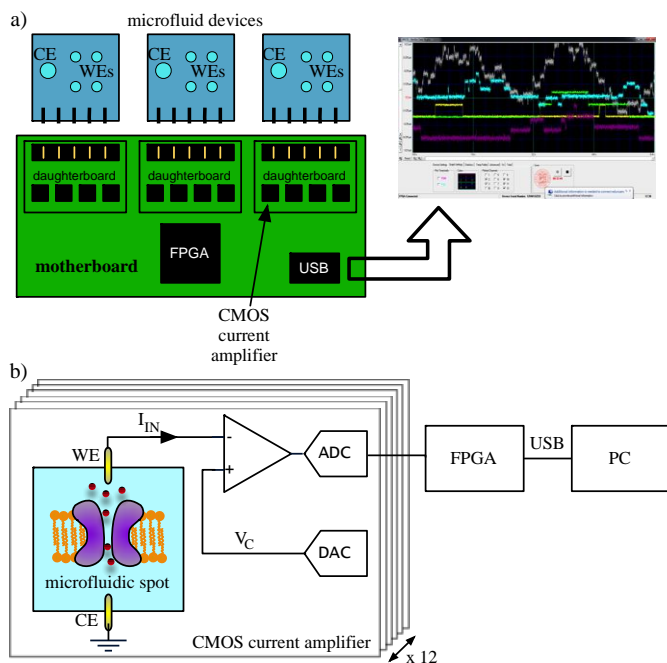 a)
microfluid devices
CE
WEs
CE
WEs
CE
WEs
daughterboard
daughterboard
daughterboard
FPGA
motherboard
USB
CMOS
current
amplifier
b)
I_IN
WE
-
+
ADC
FPGA
USB
PC
V_C
DAC
microfluidic spot
CE
CMOS current amplifier
x 12